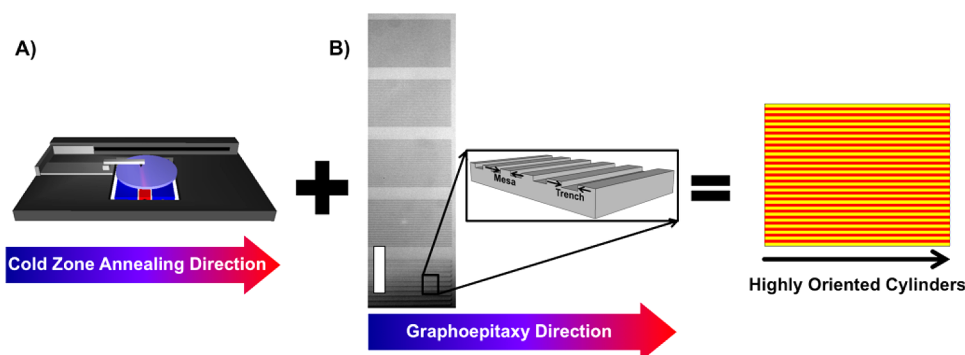 A)
B)
Mesa
Trench
Cold Zone Annealing Direction
Graphoepitaxy Direction
Highly Oriented Cylinders